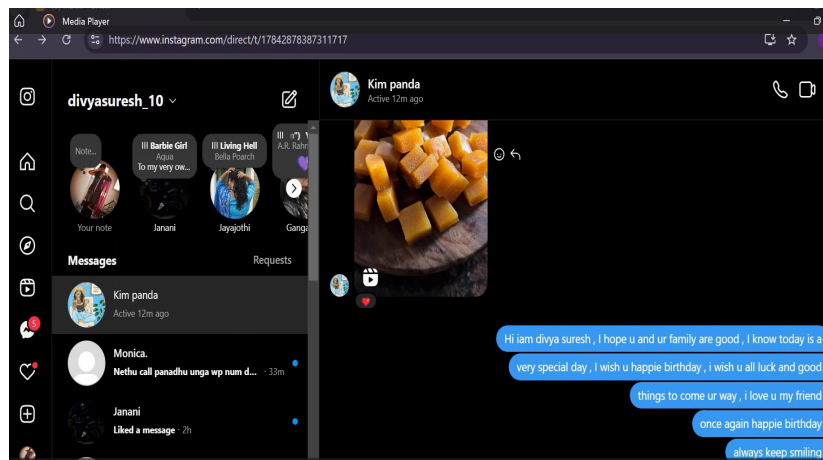 Media Player
https://www.instagram.com/direct/t/17842878387311717
divyasuresh_10
Note...
Barbie Girl
Aqua
To my very ow...
Living Hell
Bella Poarch
A.R. Rahr
Your note
Janani
Jayajothi
Ganga
Messages
Requests
Kim panda
Active 12m ago
5
Monica.
Nethu call panadhu unga wp num d... · 33m
Janani
Liked a message · 2h
Kim panda
Active 12m ago
Hi iam divya suresh , I hope u and ur family are good , I know today is a
very special day , I wish u happie birthday , i wish u all luck and good
things to come ur way , i love u my friend
once again happie birthday
always keep smiling